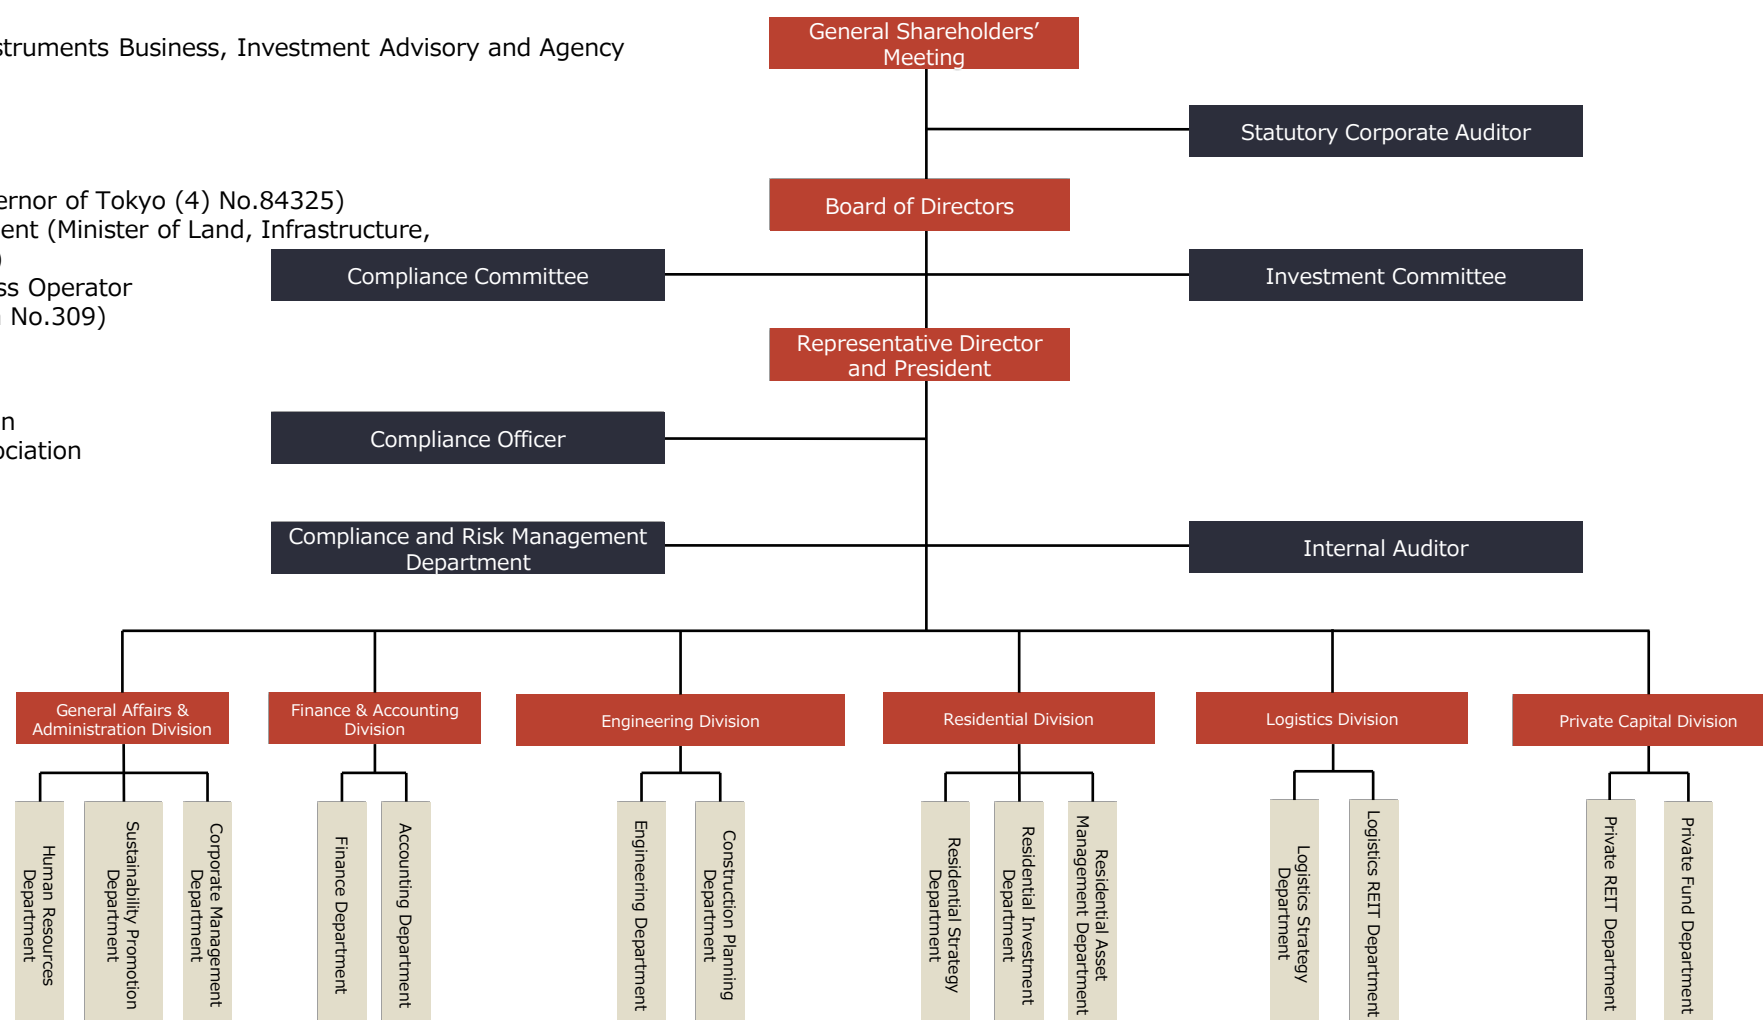 struments Business, Investment Advisory and Agency
ernor of Tokyo (4) No.84325)
ent (Minister of Land, Infrastructure,
)
ss Operator
No.309)
n
ociation
General Shareholders’
Meeting
Statutory Corporate Auditor
Board of Directors
Compliance Committee
Investment Committee
Representative Director
and President
Compliance Officer
Compliance and Risk Management
Department
Internal Auditor
General Affairs &
Administration Division
Finance & Accounting
Division
Engineering Division
Residential Division
Logistics Division
Private Capital Division
Human Resources
Department
Sustainability Promotion
Department
Corporate Management
Department
Finance Department
Accounting Department
Engineering Department
Construction Planning
Department
Residential Strategy
Department
Residential Investment
Department
Residential Asset
Management Department
Logistics Strategy
Department
Logistics REIT Department
Private REIT Department
Private Fund Department